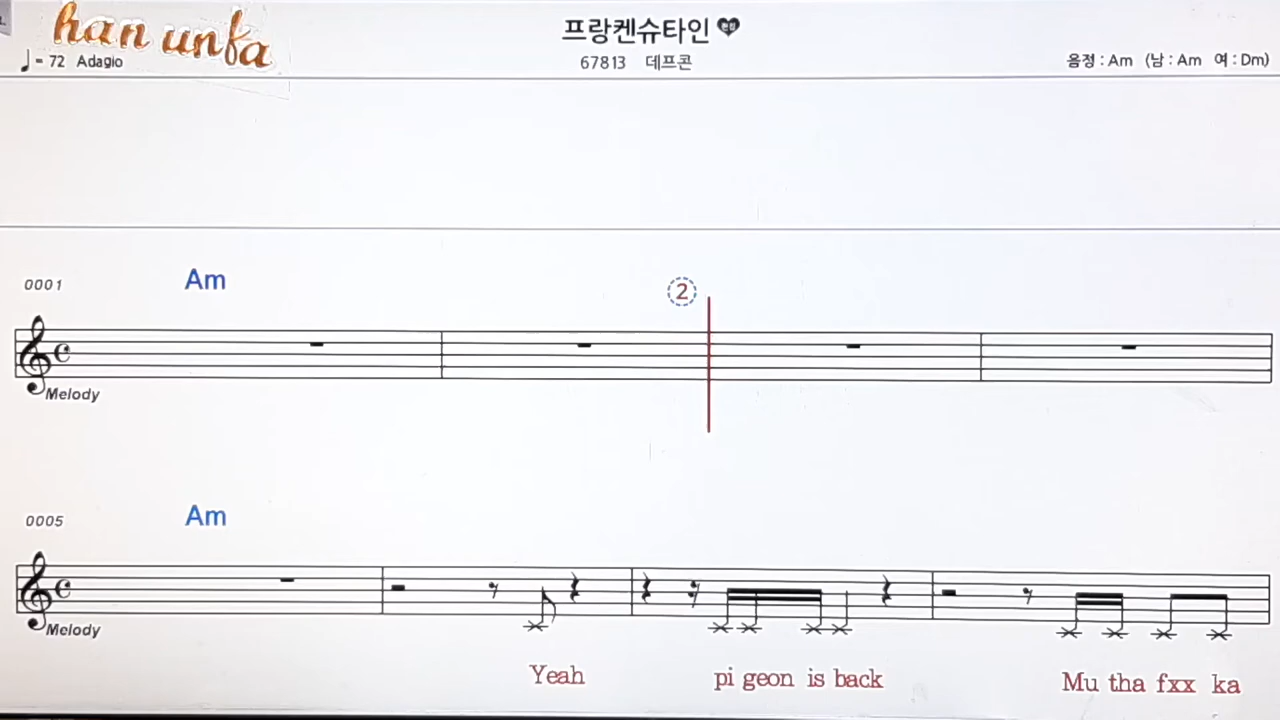 han unfa
프랑켄슈타인
♩= 72 Adagio
67813 데프콘
음정 : Am (남 : Am 여 : Dm)
0001 Am ②
Melody
0005 Am
Melody
Yeah pi geon is back Mu tha fxx ka